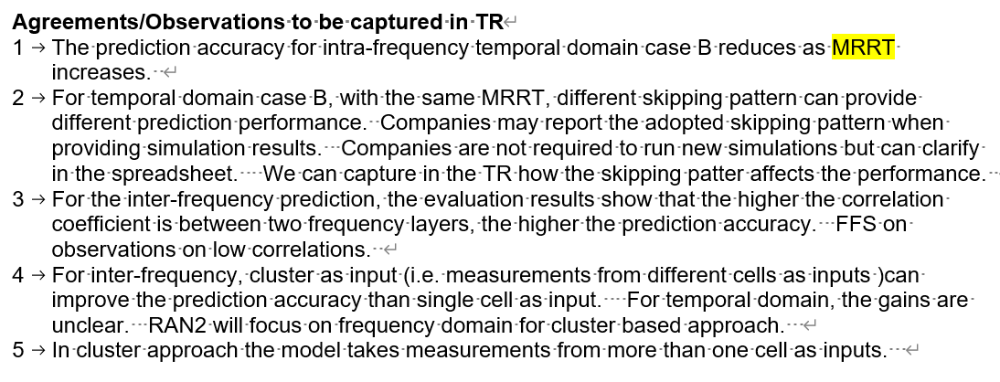 Agreements/Observations to be captured in TR
1 The prediction accuracy for intra-frequency temporal domain case B reduces as MRRT
increases.
2 For temporal domain case B, with the same MRRT, different skipping pattern can provide
different prediction performance. Companies may report the adopted skipping pattern when
providing simulation results. Companies are not required to run new simulations but can clarify
in the spreadsheet. We can capture in the TR how the skipping patter affects the performance.
3 For the inter-frequency prediction, the evaluation results show that the higher the correlation
coefficient is between two frequency layers, the higher the prediction accuracy. FFS on
observations on low correlations.
4 For inter-frequency, cluster as input (i.e. measurements from different cells as inputs )can
improve the prediction accuracy than single cell as input. For temporal domain, the gains are
unclear. RAN2 will focus on frequency domain for cluster based approach.
5 In cluster approach the model takes measurements from more than one cell as inputs.